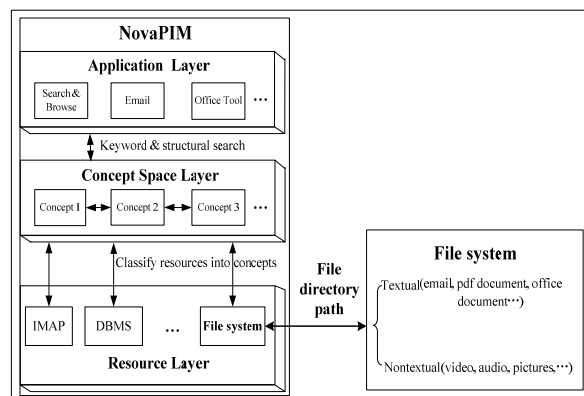 NovaPIM
Application Layer
Search&
Browse
Email
Office Tool
...
Keyword & structural search
Concept Space Layer
Concept 1
Concept 2
Concept 3
...
Classify resources into concepts
IMAP
DBMS
...
File system
Resource Layer
File
directory
path
File system
Textual(email, pdf document, office
document…)
Nontextual(video, audio, pictures,…)